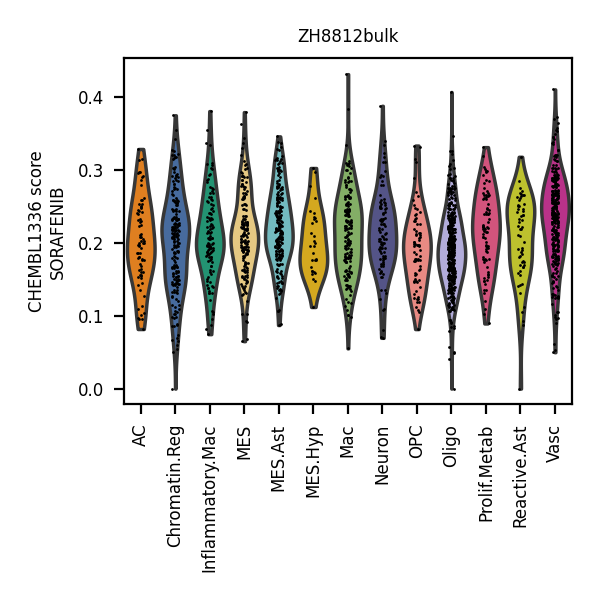 ZH8812bulk
CHEMBL1336 score
SORAFENIB
0.4
0.3
0.2
0.1
0.0
AC
Chromatin.Reg
Inflammatory.Mac
MES
MES.Ast
MES.Hyp
Mac
Neuron
OPC
Oligo
Prolif.Metab
Reactive.Ast
Vasc